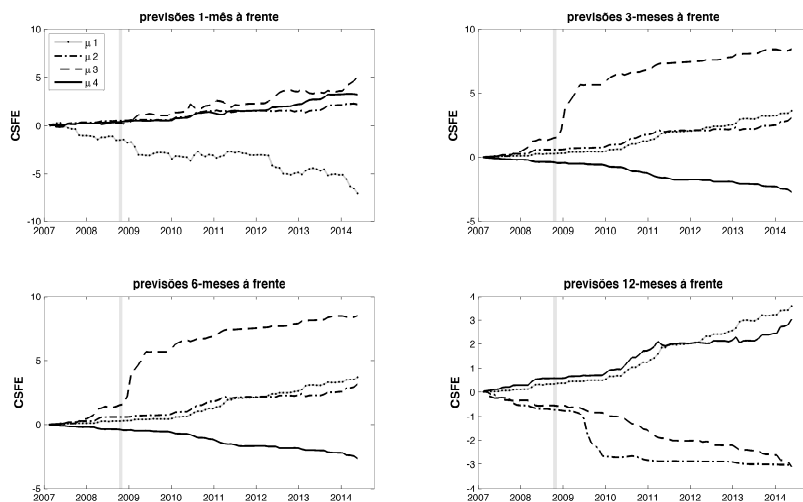 previsões 1-mês à frente
μ 1
μ 2
μ 3
μ 4
CSFE
10
5
0
-5
-10
2007 2008 2009 2010 2011 2012 2013 2014
previsões 3-meses à frente
CSFE
10
5
0
-5
2007 2008 2009 2010 2011 2012 2013 2014
previsões 6-meses à frente
CSFE
10
5
0
-5
2007 2008 2009 2010 2011 2012 2013 2014
previsões 12-meses à frente
CSFE
4
3
2
1
0
-1
-2
-3
-4
2007 2008 2009 2010 2011 2012 2013 2014